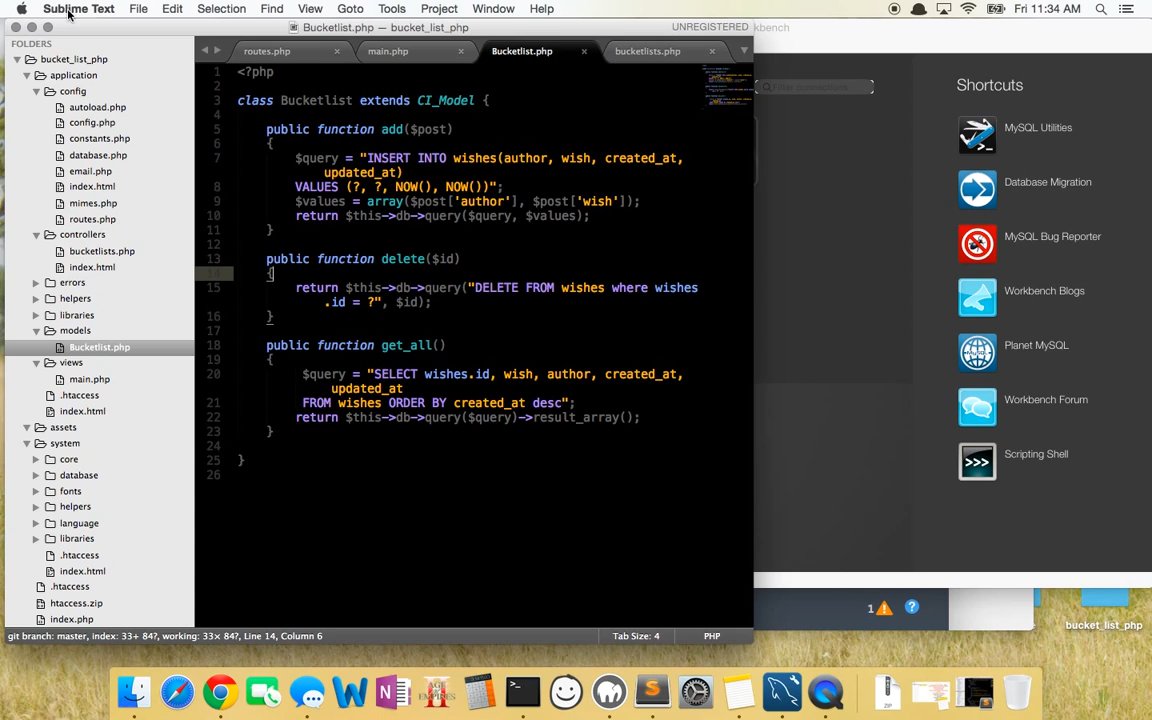 Sublime Text File Edit Selection Find View Goto Tools Project Window Help Fri 11:34 AM
Bucketlist.php — bucket_list_php UNREGISTERED
FOLDERS
bucket_list_php
application
config
autoload.php
config.php
constants.php
database.php
email.php
index.html
mimes.php
routes.php
controllers
bucketlists.php
index.html
errors
helpers
libraries
models
Bucketlist.php
views
main.php
.htaccess
index.html
assets
system
core
database
fonts
helpers
language
libraries
.htaccess
index.html
.htaccess
htaccess.zip
index.php
routes.php main.php Bucketlist.php bucketlists.php
1 <?php
2
3 class Bucketlist extends CI_Model {
4
5 public function add($post)
6 {
7 $query = "INSERT INTO wishes(author, wish, created_at,
updated_at)
8 VALUES (?, ?, NOW(), NOW())";
9 $values = array($post['author'], $post['wish']);
10 return $this->db->query($query, $values);
11 }
12
13 public function delete($id)
14 {
15 return $this->db->query("DELETE FROM wishes where wishes
.id = ?", $id);
16 }
17
18 public function get_all()
19 {
20 $query = "SELECT wishes.id, wish, author, created_at,
updated_at
21 FROM wishes ORDER BY created_at desc";
22 return $this->db->query($query)->result_array();
23 }
24
25 }
26
git branch: master, index: 33+ 84?, working: 33× 84?, Line 14, Column 6 Tab Size: 4 PHP
bench
Filter connections
Shortcuts
MySQL Utilities
Database Migration
MySQL Bug Reporter
Workbench Blogs
Planet MySQL
Workbench Forum
Scripting Shell
1
bucket_list_php
AGE OF EMPIRES
ZIP